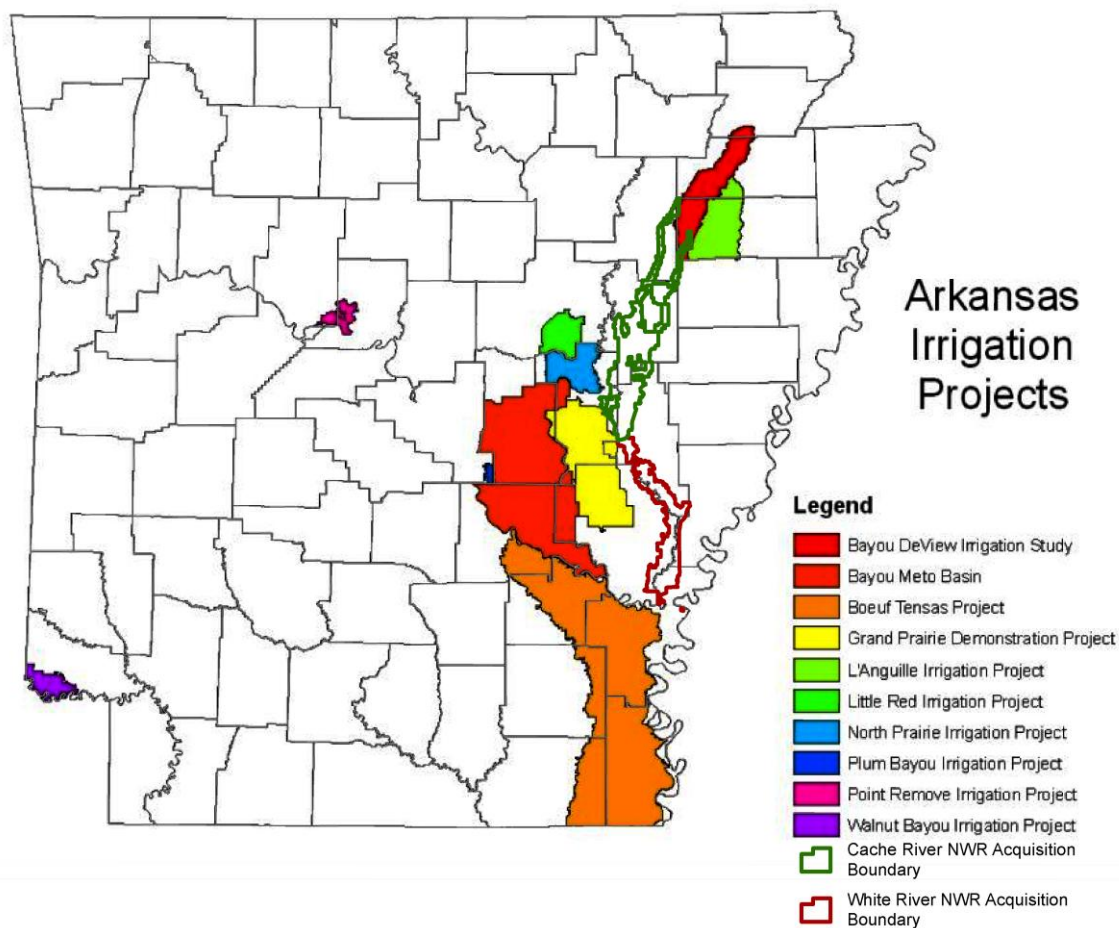 Arkansas
Irrigation
Projects
Legend
Bayou DeView Irrigation Study
Bayou Meto Basin
Boeuf Tensas Project
Grand Prairie Demonstration Project
L'Anguille Irrigation Project
Little Red Irrigation Project
North Prairie Irrigation Project
Plum Bayou Irrigation Project
Point Remove Irrigation Project
Walnut Bayou Irrigation Project
Cache River NWR Acquisition
Boundary
White River NWR Acquisition
Boundary